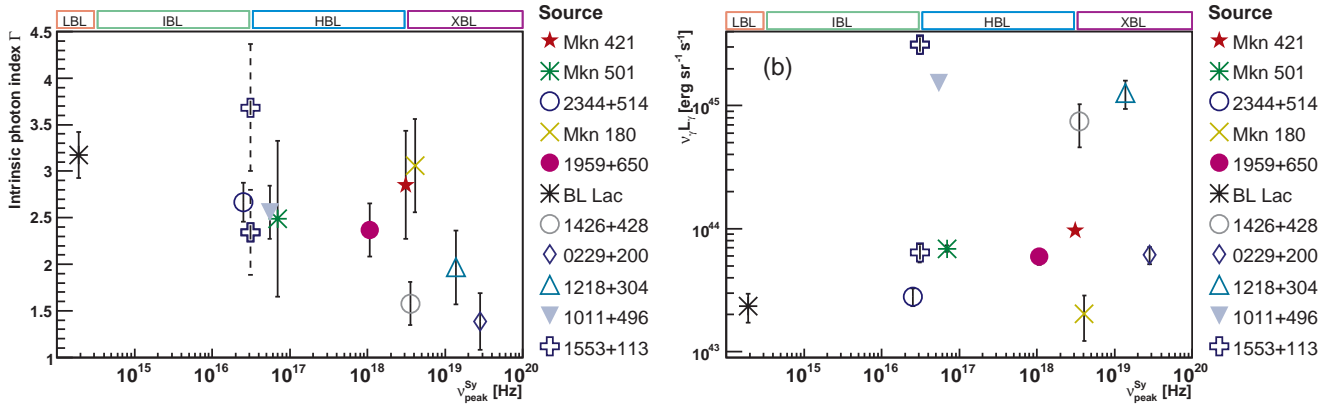 LBL IBL HBL XBL Source
4.5
4
3.5
3
2.5
2
1.5
1
Intrinsic photon index Γ
10^15 10^16 10^17 10^18 10^19 10^20
ν_peak^Sy [Hz]
Mkn 421
Mkn 501
2344+514
Mkn 180
1959+650
BL Lac
1426+428
0229+200
1218+304
1011+496
1553+113
LBL IBL HBL XBL Source
(b)
10^45
10^44
10^43
ν_γ L_γ [erg sr^-1 s^-1]
10^15 10^16 10^17 10^18 10^19 10^20
ν_peak^Sy [Hz]
Mkn 421
Mkn 501
2344+514
Mkn 180
1959+650
BL Lac
1426+428
0229+200
1218+304
1011+496
1553+113